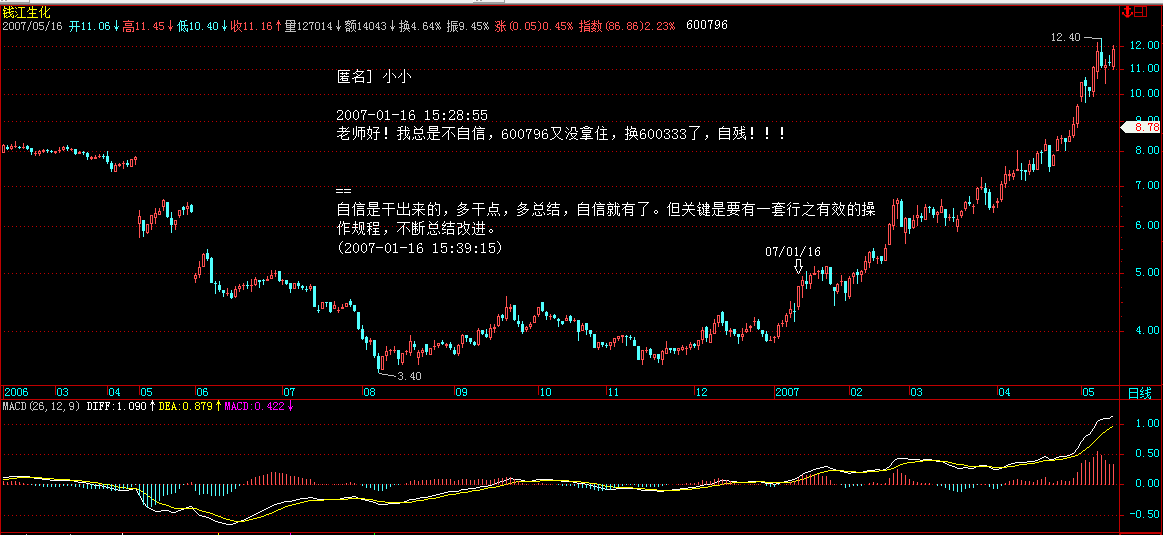 钱江生化
2007/05/16 开11.06↓高11.45↓低10.40↓收11.16↑量127014↓额14043↓换4.64% 振9.45% 涨(0.05)0.45% 指数(86.86)2.23% 600796
12.40
12.00
11.00
10.00
9.00
8.78
8.00
7.00
6.00
5.00
4.00
匿名] 小小
2007-01-16 15:28:55
老师好！我总是不自信，600796又没拿住，换600333了，自残！！！
==
自信是干出来的，多干点，多总结，自信就有了。但关键是要有一套行之有效的操
作规程，不断总结改进。
(2007-01-16 15:39:15)
07/01/16
3.40
2006 03 04 05 06 07 08 09 10 11 12 2007 02 03 04 05 日线
MACD(26,12,9) DIFF:1.090↑DEA:0.879↑MACD:0.422↓
1.00
0.50
0.00
-0.50